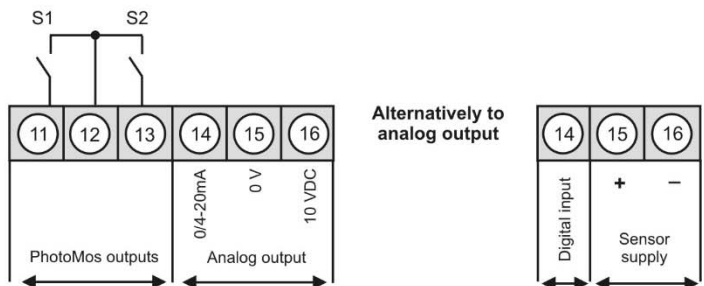 S1 S2
11 12 13 14 15 16
0/4-20mA
0 V
10 VDC
PhotoMos outputs
Analog output
Alternatively to
analog output
14 15 16
Digital input
+ −
Sensor
supply